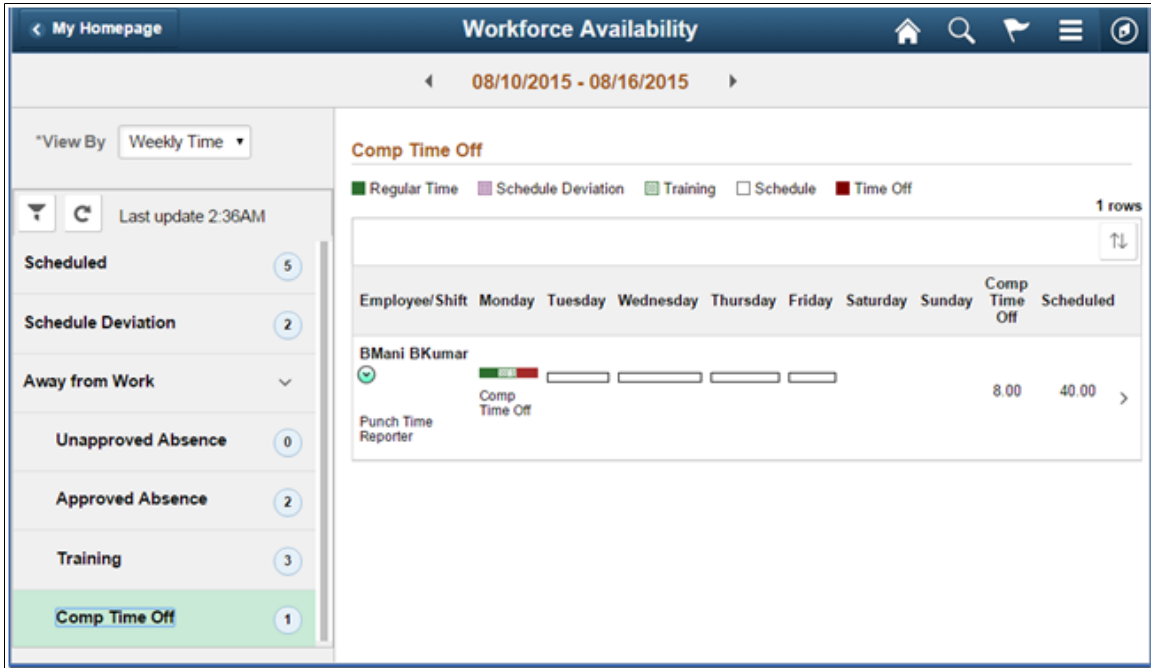 My Homepage
Workforce Availability
08/10/2015 - 08/16/2015
*View By
Weekly Time
Last update 2:36AM
Scheduled
5
Schedule Deviation
2
Away from Work
Unapproved Absence
0
Approved Absence
2
Training
3
Comp Time Off
1
Comp Time Off
Regular Time
Schedule Deviation
Training
Schedule
Time Off
1 rows
Employee/Shift
Monday
Tuesday
Wednesday
Thursday
Friday
Saturday
Sunday
Comp
Time
Off
Scheduled
BMani BKumar
Punch Time
Reporter
Comp
Time Off
8.00
40.00